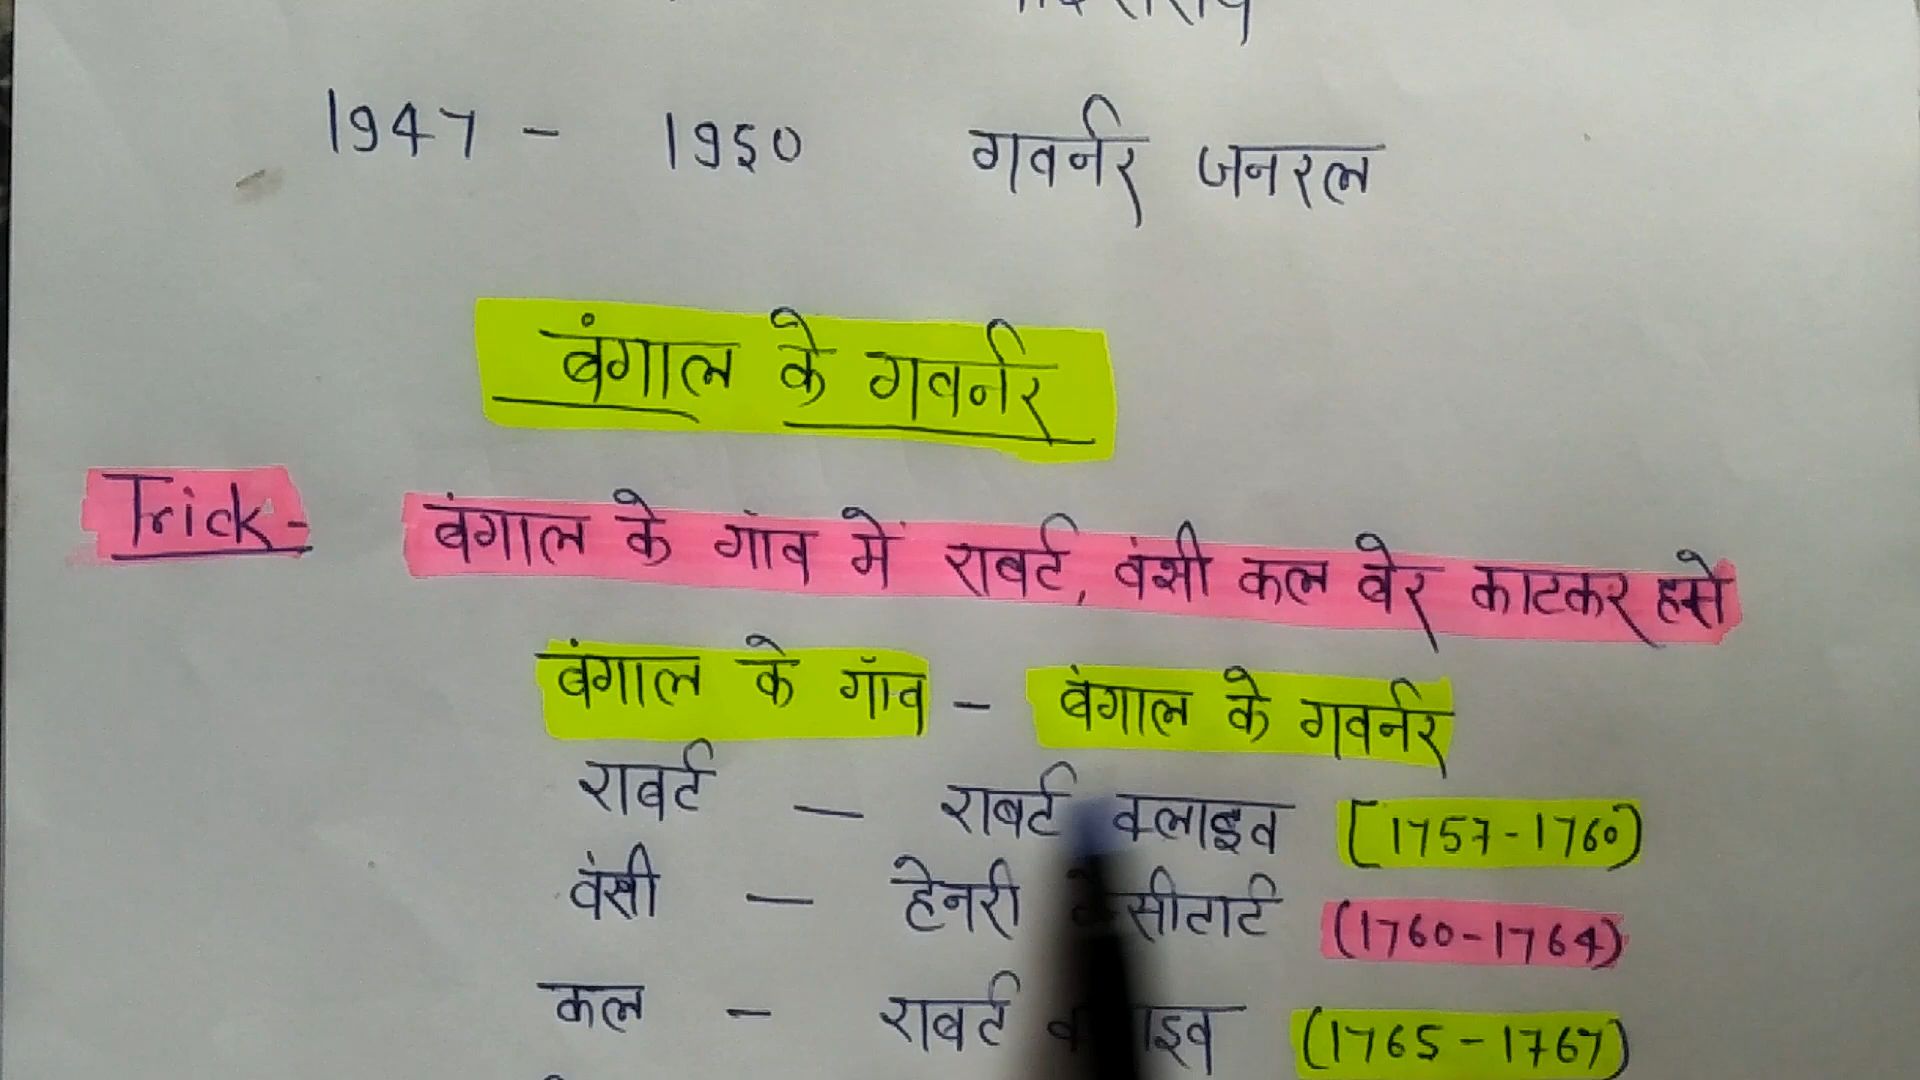 1947 - 1950 गवर्नर जनरल
बंगाल के गवर्नर
Trick - बंगाल के गांव में राबर्ट, वंशी कल वेर काटकर हसे
बंगाल के गॉव - बंगाल के गवर्नर
राबर्ट - राबर्ट क्लाइव (1757-1760)
वंसी - हेनरी (1760-1764)
कल - राबर्ट (1765-1767)